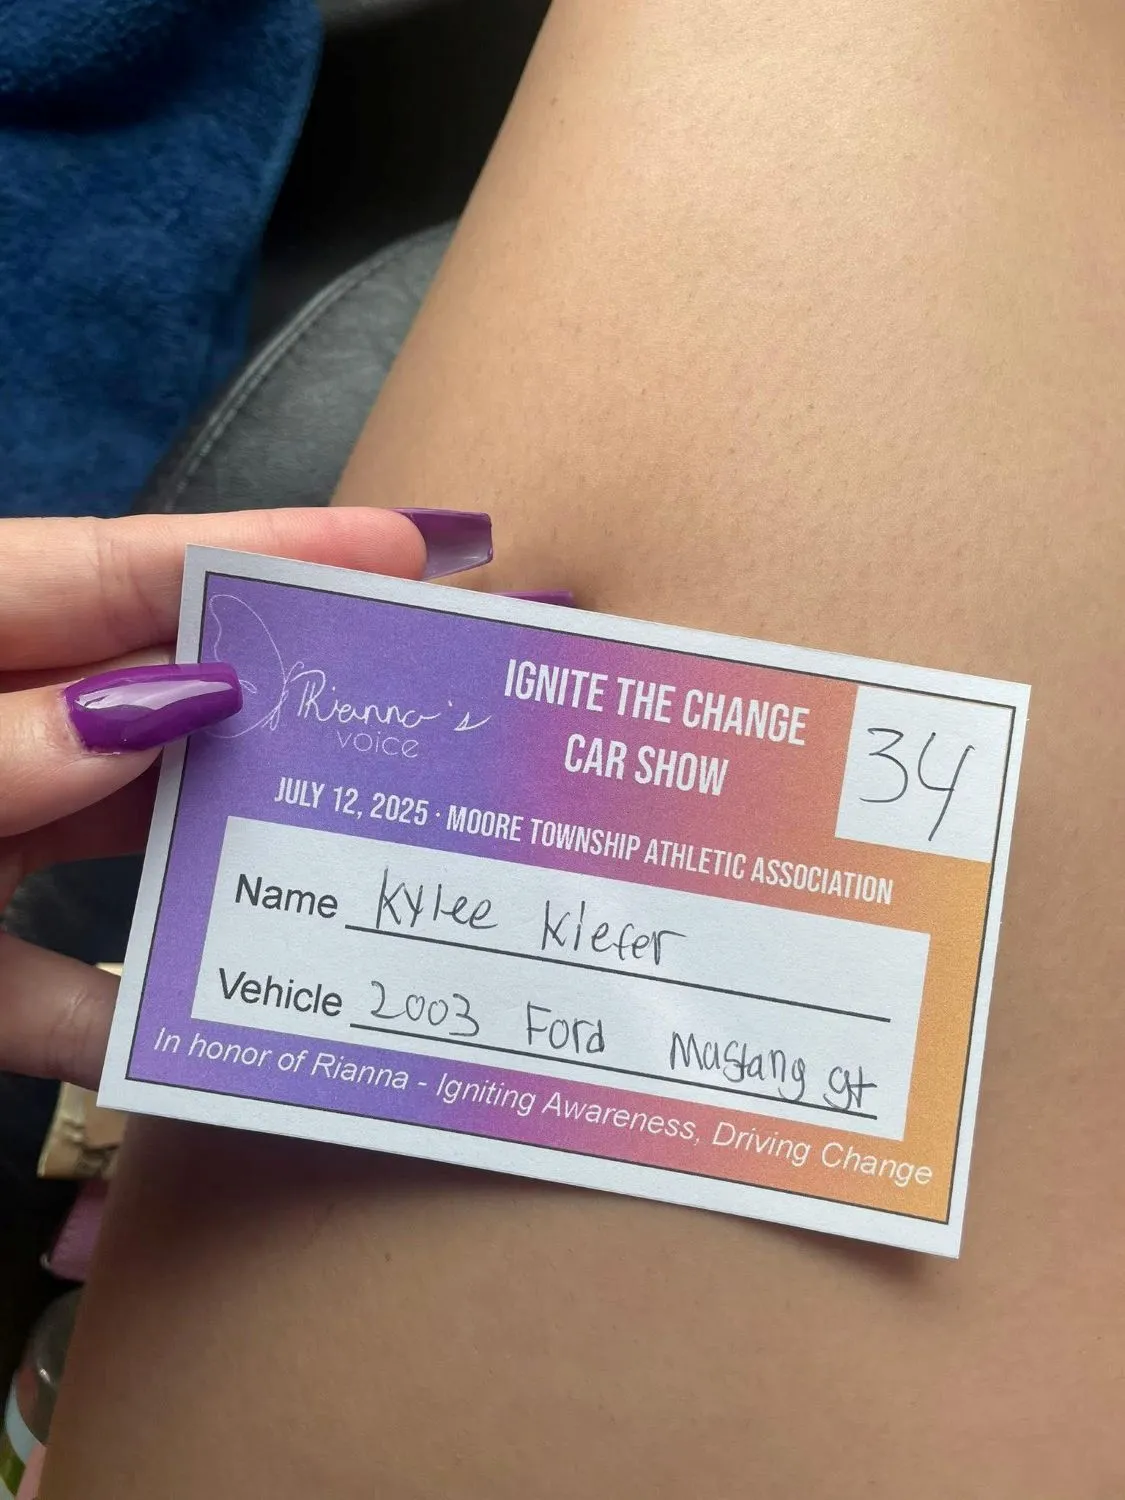 Rianna's
VOICE
IGNITE THE CHANGE
CAR SHOW
34
JULY 12, 2025 · MOORE TOWNSHIP ATHLETIC ASSOCIATION
Name Kylee Kiefer
Vehicle 2003 Ford Mustang gt
In honor of Rianna - Igniting Awareness, Driving Change